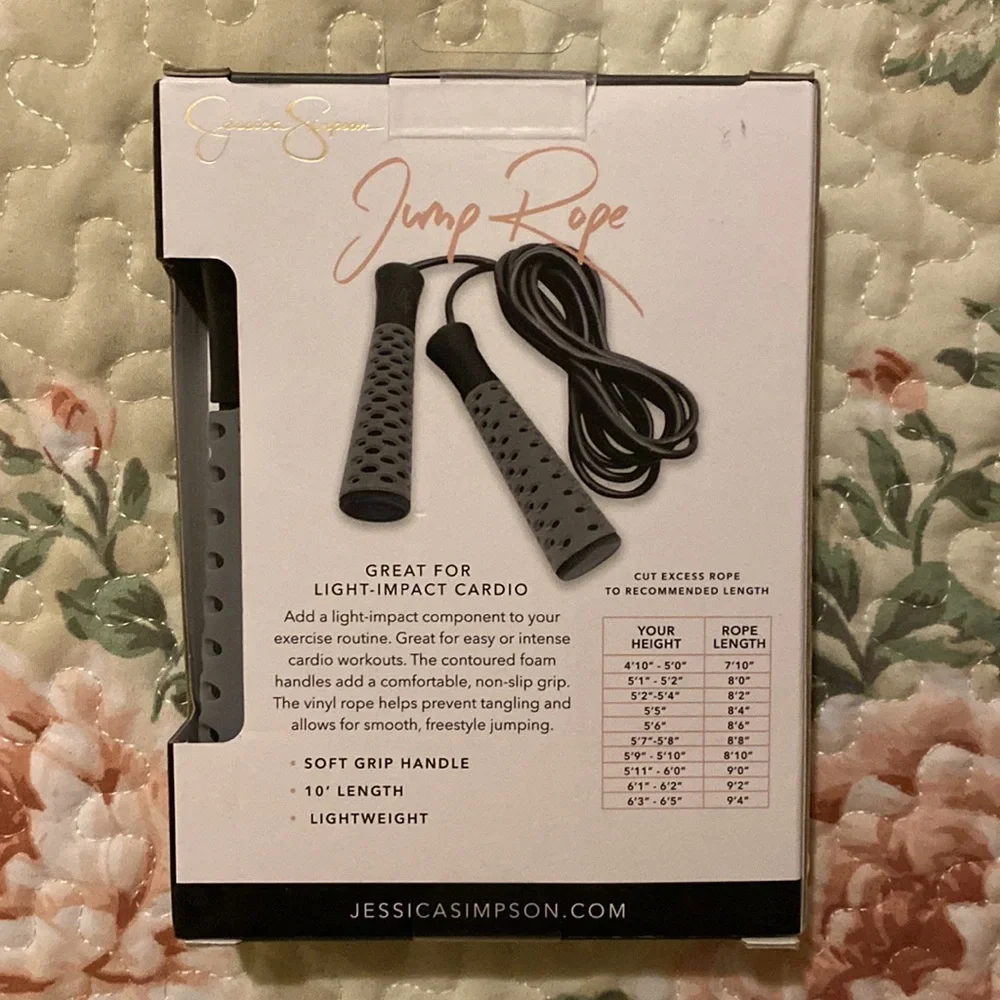 Jessica Simpson
Jump Rope
GREAT FOR
LIGHT-IMPACT CARDIO
Add a light-impact component to your
exercise routine. Great for easy or intense
cardio workouts. The contoured foam
handles add a comfortable, non-slip grip.
The vinyl rope helps prevent tangling and
allows for smooth, freestyle jumping.
• SOFT GRIP HANDLE
• 10' LENGTH
• LIGHTWEIGHT
CUT EXCESS ROPE
TO RECOMMENDED LENGTH
YOUR HEIGHT ROPE LENGTH
4'10" - 5'0" 7'10"
5'1" - 5'2" 8'0"
5'2"-5'4" 8'2"
5'5" 8'4"
5'6" 8'6"
5'7"-5'8" 8'8"
5'9" - 5'10" 8'10"
5'11" - 6'0" 9'0"
6'1" - 6'2" 9'2"
6'3" - 6'5" 9'4"
JESSICASIMPSON.COM